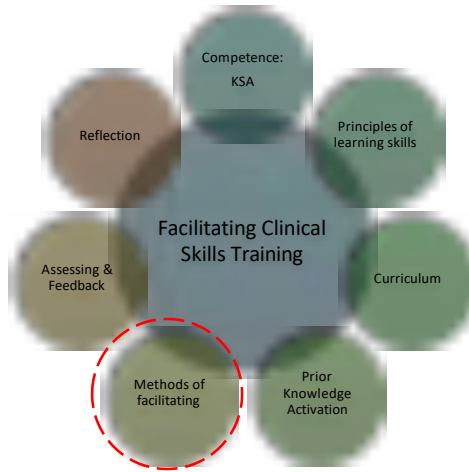 Competence:
KSA
Principles of
learning skills
Curriculum
Prior
Knowledge
Activation
Methods of
facilitating
Assessing &
Feedback
Reflection
Facilitating Clinical
Skills Training